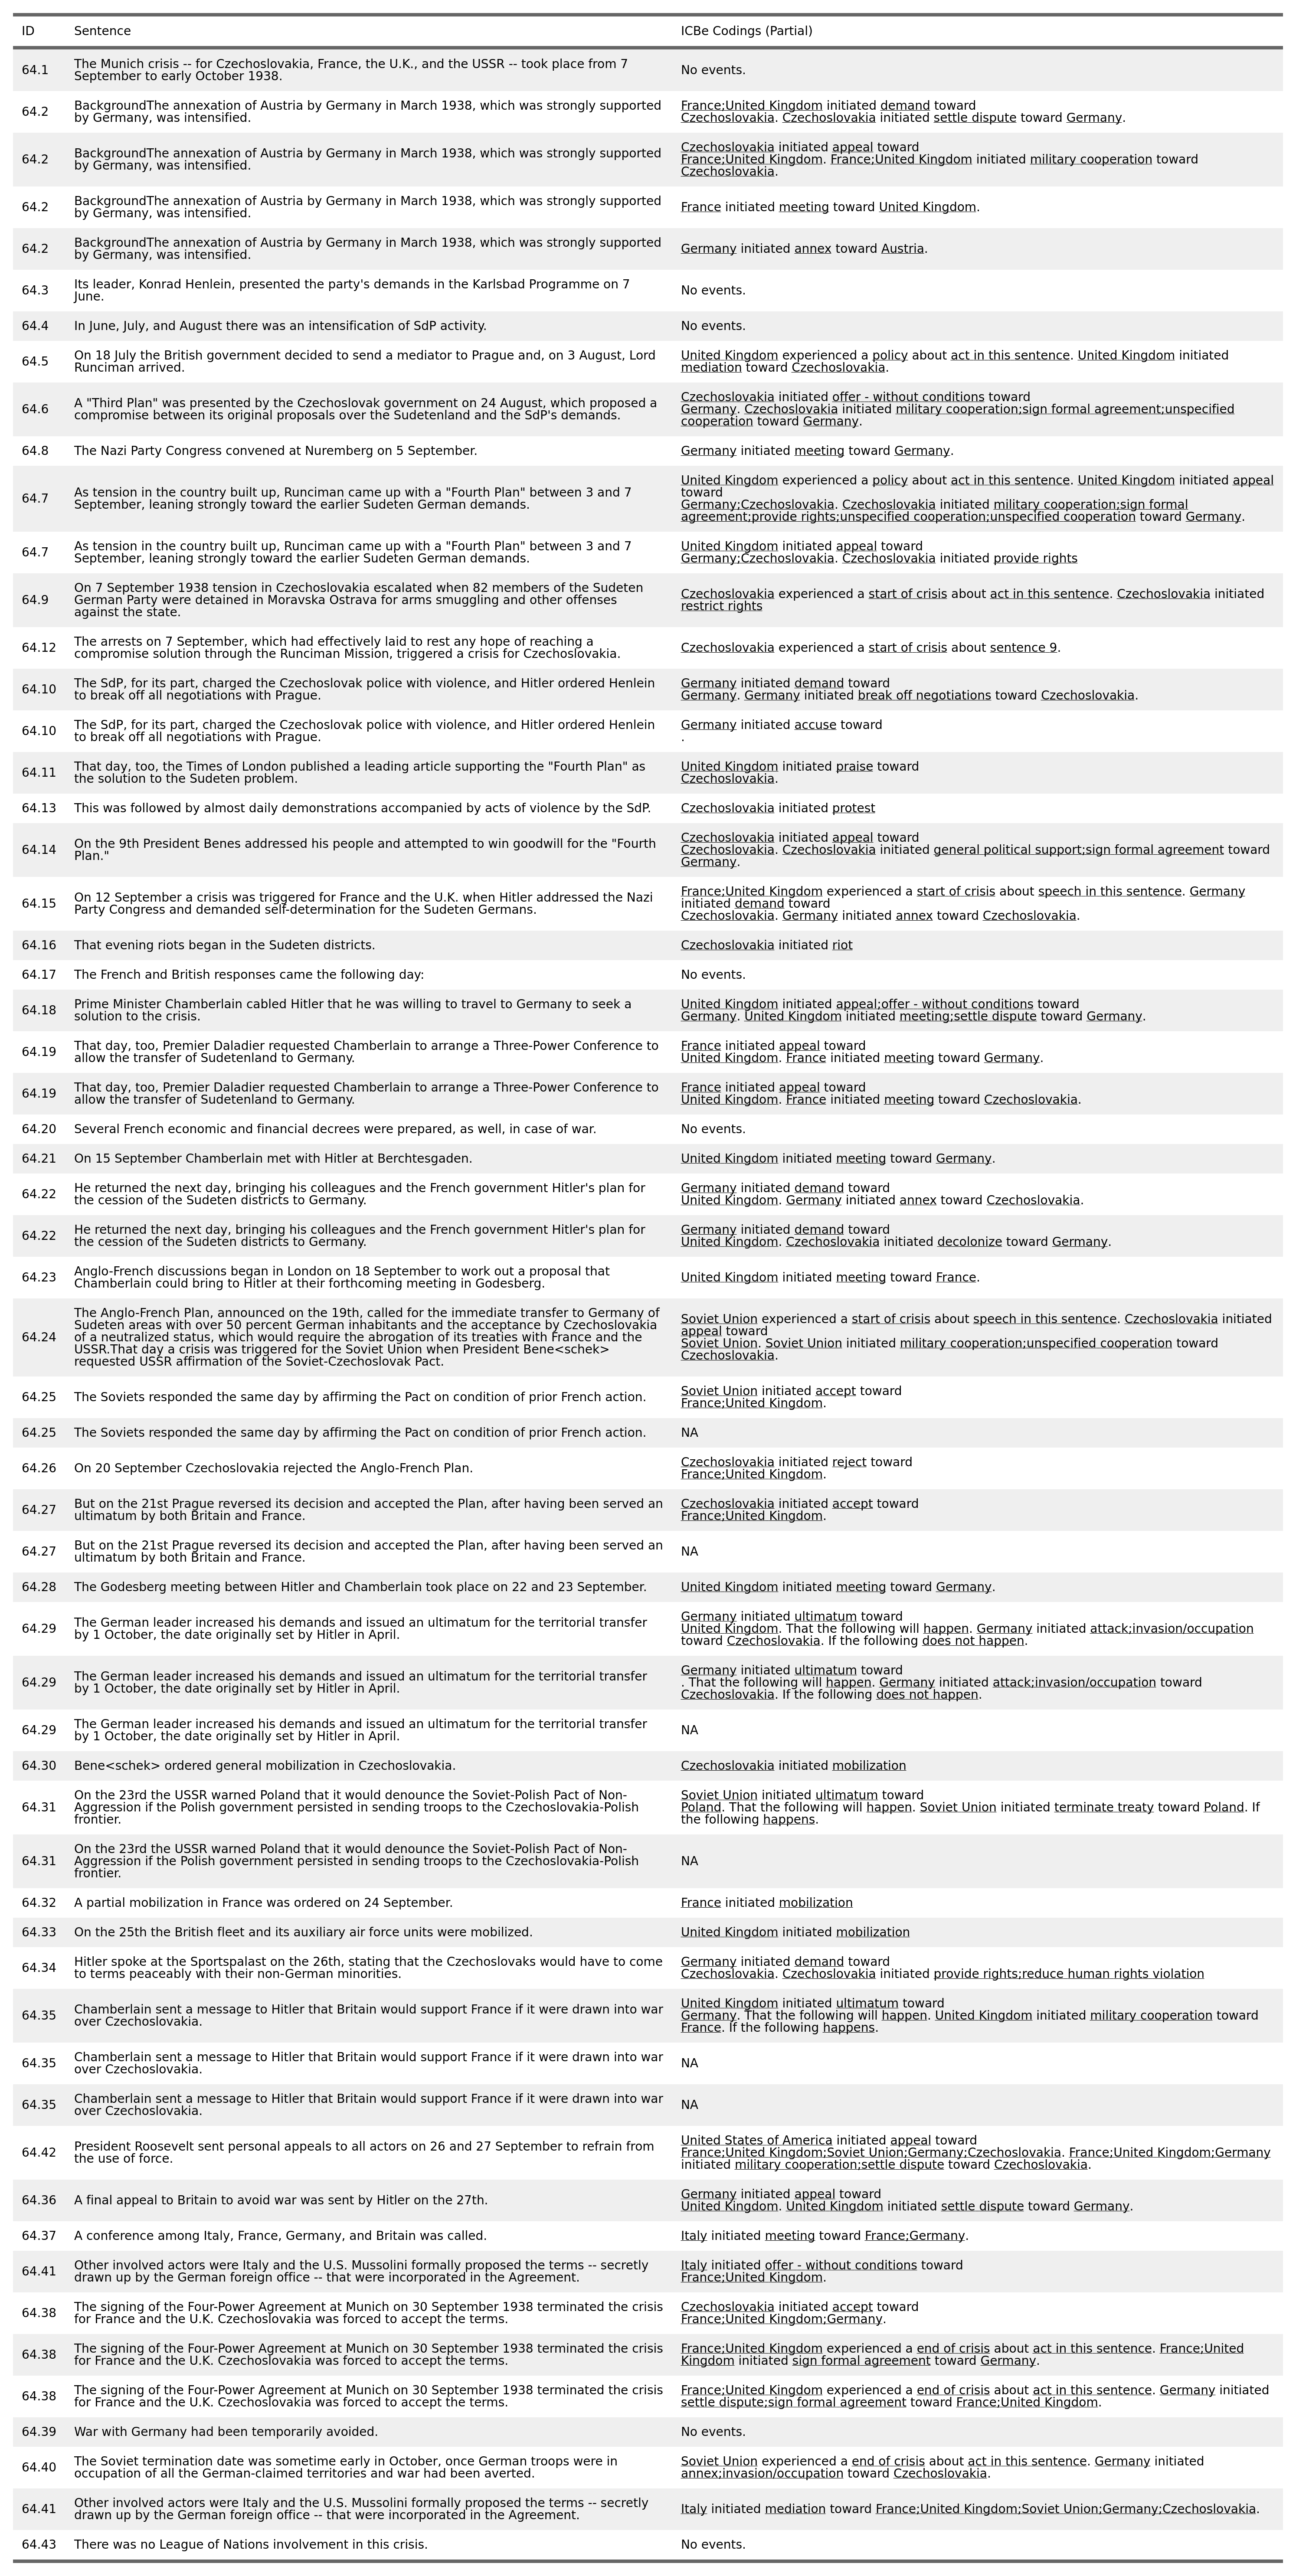 ID Sentence ICBe Codings (Partial)
64.1 The Munich crisis -- for Czechoslovakia, France, the U.K., and the USSR -- took place from 7
September to early October 1938.
No events.
64.2 BackgroundThe annexation of Austria by Germany in March 1938, which was strongly supported
by Germany, was intensified.
France;United Kingdom initiated demand toward
Czechoslovakia. Czechoslovakia initiated settle dispute toward Germany.
64.2 BackgroundThe annexation of Austria by Germany in March 1938, which was strongly supported
by Germany, was intensified.
Czechoslovakia initiated appeal toward
France;United Kingdom. France;United Kingdom initiated military cooperation toward
Czechoslovakia.
64.2 BackgroundThe annexation of Austria by Germany in March 1938, which was strongly supported
by Germany, was intensified.
France initiated meeting toward United Kingdom.
64.2 BackgroundThe annexation of Austria by Germany in March 1938, which was strongly supported
by Germany, was intensified.
Germany initiated annex toward Austria.
64.3 Its leader, Konrad Henlein, presented the party's demands in the Karlsbad Programme on 7
June.
No events.
64.4 In June, July, and August there was an intensification of SdP activity.
No events.
64.5 On 18 July the British government decided to send a mediator to Prague and, on 3 August, Lord
Runciman arrived.
United Kingdom experienced a policy about act in this sentence. United Kingdom initiated
mediation toward Czechoslovakia.
64.6 A "Third Plan" was presented by the Czechoslovak government on 24 August, which proposed a
compromise between its original proposals over the Sudetenland and the SdP's demands.
Czechoslovakia initiated offer - without conditions toward
Germany. Czechoslovakia initiated military cooperation;sign formal agreement;unspecified
cooperation toward Germany.
64.8 The Nazi Party Congress convened at Nuremberg on 5 September.
Germany initiated meeting toward Germany.
64.7 As tension in the country built up, Runciman came up with a "Fourth Plan" between 3 and 7
September, leaning strongly toward the earlier Sudeten German demands.
United Kingdom experienced a policy about act in this sentence. United Kingdom initiated appeal
toward
Germany;Czechoslovakia. Czechoslovakia initiated military cooperation;sign formal
agreement;provide rights;unspecified cooperation;unspecified cooperation toward Germany.
64.7 As tension in the country built up, Runciman came up with a "Fourth Plan" between 3 and 7
September, leaning strongly toward the earlier Sudeten German demands.
United Kingdom initiated appeal toward
Germany;Czechoslovakia. Czechoslovakia initiated provide rights
64.9 On 7 September 1938 tension in Czechoslovakia escalated when 82 members of the Sudeten
German Party were detained in Moravska Ostrava for arms smuggling and other offenses
against the state.
Czechoslovakia experienced a start of crisis about act in this sentence. Czechoslovakia initiated
restrict rights
64.12 The arrests on 7 September, which had effectively laid to rest any hope of reaching a
compromise solution through the Runciman Mission, triggered a crisis for Czechoslovakia.
Czechoslovakia experienced a start of crisis about sentence 9.
64.10 The SdP, for its part, charged the Czechoslovak police with violence, and Hitler ordered Henlein
to break off all negotiations with Prague.
Germany initiated demand toward
Germany. Germany initiated break off negotiations toward Czechoslovakia.
64.10 The SdP, for its part, charged the Czechoslovak police with violence, and Hitler ordered Henlein
to break off all negotiations with Prague.
Germany initiated accuse toward
.
64.11 That day, too, the Times of London published a leading article supporting the "Fourth Plan" as
the solution to the Sudeten problem.
United Kingdom initiated praise toward
Czechoslovakia.
64.13 This was followed by almost daily demonstrations accompanied by acts of violence by the SdP.
Czechoslovakia initiated protest
64.14 On the 9th President Benes addressed his people and attempted to win goodwill for the "Fourth
Plan."
Czechoslovakia initiated appeal toward
Czechoslovakia. Czechoslovakia initiated general political support;sign formal agreement toward
Germany.
64.15 On 12 September a crisis was triggered for France and the U.K. when Hitler addressed the Nazi
Party Congress and demanded self-determination for the Sudeten Germans.
France;United Kingdom experienced a start of crisis about speech in this sentence. Germany
initiated demand toward
Czechoslovakia. Germany initiated annex toward Czechoslovakia.
64.16 That evening riots began in the Sudeten districts.
Czechoslovakia initiated riot
64.17 The French and British responses came the following day:
No events.
64.18 Prime Minister Chamberlain cabled Hitler that he was willing to travel to Germany to seek a
solution to the crisis.
United Kingdom initiated appeal;offer - without conditions toward
Germany. United Kingdom initiated meeting;settle dispute toward Germany.
64.19 That day, too, Premier Daladier requested Chamberlain to arrange a Three-Power Conference to
allow the transfer of Sudetenland to Germany.
France initiated appeal toward
United Kingdom. France initiated meeting toward Germany.
64.19 That day, too, Premier Daladier requested Chamberlain to arrange a Three-Power Conference to
allow the transfer of Sudetenland to Germany.
France initiated appeal toward
United Kingdom. France initiated meeting toward Czechoslovakia.
64.20 Several French economic and financial decrees were prepared, as well, in case of war.
No events.
64.21 On 15 September Chamberlain met with Hitler at Berchtesgaden.
United Kingdom initiated meeting toward Germany.
64.22 He returned the next day, bringing his colleagues and the French government Hitler's plan for
the cession of the Sudeten districts to Germany.
Germany initiated demand toward
United Kingdom. Germany initiated annex toward Czechoslovakia.
64.22 He returned the next day, bringing his colleagues and the French government Hitler's plan for
the cession of the Sudeten districts to Germany.
Germany initiated demand toward
United Kingdom. Czechoslovakia initiated decolonize toward Germany.
64.23 Anglo-French discussions began in London on 18 September to work out a proposal that
Chamberlain could bring to Hitler at their forthcoming meeting in Godesberg.
United Kingdom initiated meeting toward France.
64.24 The Anglo-French Plan, announced on the 19th, called for the immediate transfer to Germany of
Sudeten areas with over 50 percent German inhabitants and the acceptance by Czechoslovakia
of a neutralized status, which would require the abrogation of its treaties with France and the
USSR.That day a crisis was triggered for the Soviet Union when President Bene<schek>
requested USSR affirmation of the Soviet-Czechoslovak Pact.
Soviet Union experienced a start of crisis about speech in this sentence. Czechoslovakia initiated
appeal toward
Soviet Union. Soviet Union initiated military cooperation;unspecified cooperation toward
Czechoslovakia.
64.25 The Soviets responded the same day by affirming the Pact on condition of prior French action.
Soviet Union initiated accept toward
France;United Kingdom.
64.25 The Soviets responded the same day by affirming the Pact on condition of prior French action.
NA
64.26 On 20 September Czechoslovakia rejected the Anglo-French Plan.
Czechoslovakia initiated reject toward
France;United Kingdom.
64.27 But on the 21st Prague reversed its decision and accepted the Plan, after having been served an
ultimatum by both Britain and France.
Czechoslovakia initiated accept toward
France;United Kingdom.
64.27 But on the 21st Prague reversed its decision and accepted the Plan, after having been served an
ultimatum by both Britain and France.
NA
64.28 The Godesberg meeting between Hitler and Chamberlain took place on 22 and 23 September.
United Kingdom initiated meeting toward Germany.
64.29 The German leader increased his demands and issued an ultimatum for the territorial transfer
by 1 October, the date originally set by Hitler in April.
Germany initiated ultimatum toward
United Kingdom. That the following will happen. Germany initiated attack;invasion/occupation
toward Czechoslovakia. If the following does not happen.
64.29 The German leader increased his demands and issued an ultimatum for the territorial transfer
by 1 October, the date originally set by Hitler in April.
Germany initiated ultimatum toward
. That the following will happen. Germany initiated attack;invasion/occupation toward
Czechoslovakia. If the following does not happen.
64.29 The German leader increased his demands and issued an ultimatum for the territorial transfer
by 1 October, the date originally set by Hitler in April.
NA
64.30 Bene<schek> ordered general mobilization in Czechoslovakia.
Czechoslovakia initiated mobilization
64.31 On the 23rd the USSR warned Poland that it would denounce the Soviet-Polish Pact of Non-
Aggression if the Polish government persisted in sending troops to the Czechoslovakia-Polish
frontier.
Soviet Union initiated ultimatum toward
Poland. That the following will happen. Soviet Union initiated terminate treaty toward Poland. If
the following happens.
64.31 On the 23rd the USSR warned Poland that it would denounce the Soviet-Polish Pact of Non-
Aggression if the Polish government persisted in sending troops to the Czechoslovakia-Polish
frontier.
NA
64.32 A partial mobilization in France was ordered on 24 September.
France initiated mobilization
64.33 On the 25th the British fleet and its auxiliary air force units were mobilized.
United Kingdom initiated mobilization
64.34 Hitler spoke at the Sportspalast on the 26th, stating that the Czechoslovaks would have to come
to terms peaceably with their non-German minorities.
Germany initiated demand toward
Czechoslovakia. Czechoslovakia initiated provide rights;reduce human rights violation
64.35 Chamberlain sent a message to Hitler that Britain would support France if it were drawn into war
over Czechoslovakia.
United Kingdom initiated ultimatum toward
Germany. That the following will happen. United Kingdom initiated military cooperation toward
France. If the following happens.
64.35 Chamberlain sent a message to Hitler that Britain would support France if it were drawn into war
over Czechoslovakia.
NA
64.35 Chamberlain sent a message to Hitler that Britain would support France if it were drawn into war
over Czechoslovakia.
NA
64.42 President Roosevelt sent personal appeals to all actors on 26 and 27 September to refrain from
the use of force.
United States of America initiated appeal toward
France;United Kingdom;Soviet Union;Germany;Czechoslovakia. France;United Kingdom;Germany
initiated military cooperation;settle dispute toward Czechoslovakia.
64.36 A final appeal to Britain to avoid war was sent by Hitler on the 27th.
Germany initiated appeal toward
United Kingdom. United Kingdom initiated settle dispute toward Germany.
64.37 A conference among Italy, France, Germany, and Britain was called.
Italy initiated meeting toward France;Germany.
64.41 Other involved actors were Italy and the U.S. Mussolini formally proposed the terms -- secretly
drawn up by the German foreign office -- that were incorporated in the Agreement.
Italy initiated offer - without conditions toward
France;United Kingdom.
64.38 The signing of the Four-Power Agreement at Munich on 30 September 1938 terminated the crisis
for France and the U.K. Czechoslovakia was forced to accept the terms.
Czechoslovakia initiated accept toward
France;United Kingdom;Germany.
64.38 The signing of the Four-Power Agreement at Munich on 30 September 1938 terminated the crisis
for France and the U.K. Czechoslovakia was forced to accept the terms.
France;United Kingdom experienced a end of crisis about act in this sentence. France;United
Kingdom initiated sign formal agreement toward Germany.
64.38 The signing of the Four-Power Agreement at Munich on 30 September 1938 terminated the crisis
for France and the U.K. Czechoslovakia was forced to accept the terms.
France;United Kingdom experienced a end of crisis about act in this sentence. Germany initiated
settle dispute;sign formal agreement toward France;United Kingdom.
64.39 War with Germany had been temporarily avoided.
No events.
64.40 The Soviet termination date was sometime early in October, once German troops were in
occupation of all the German-claimed territories and war had been averted.
Soviet Union experienced a end of crisis about act in this sentence. Germany initiated
annex;invasion/occupation toward Czechoslovakia.
64.41 Other involved actors were Italy and the U.S. Mussolini formally proposed the terms -- secretly
drawn up by the German foreign office -- that were incorporated in the Agreement.
Italy initiated mediation toward France;United Kingdom;Soviet Union;Germany;Czechoslovakia.
64.43 There was no League of Nations involvement in this crisis.
No events.